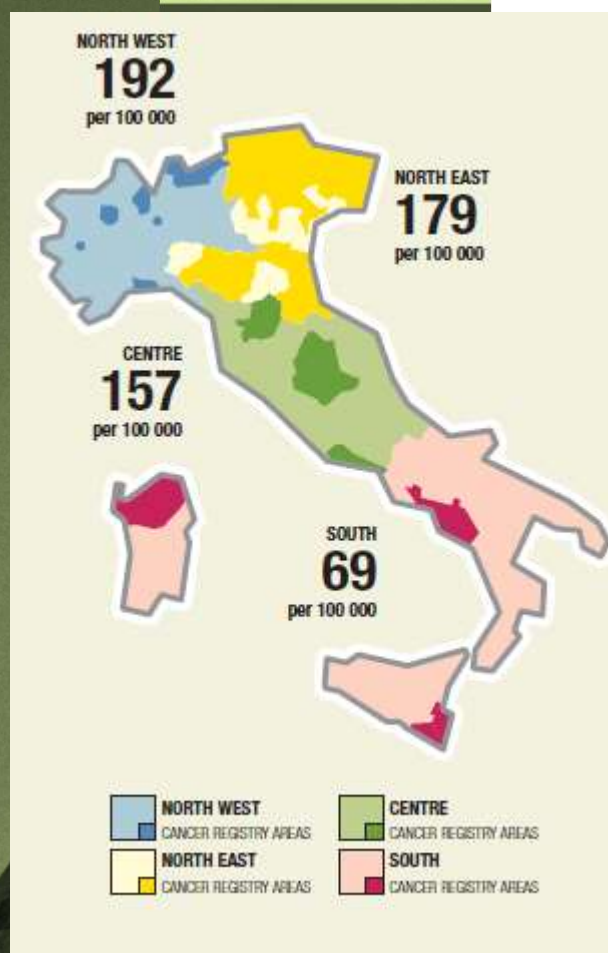 NORTH WEST
192
per 100 000
NORTH EAST
179
per 100 000
CENTRE
157
per 100 000
SOUTH
69
per 100 000
NORTH WEST
CANCER REGISTRY AREAS
NORTH EAST
CANCER REGISTRY AREAS
CENTRE
CANCER REGISTRY AREAS
SOUTH
CANCER REGISTRY AREAS